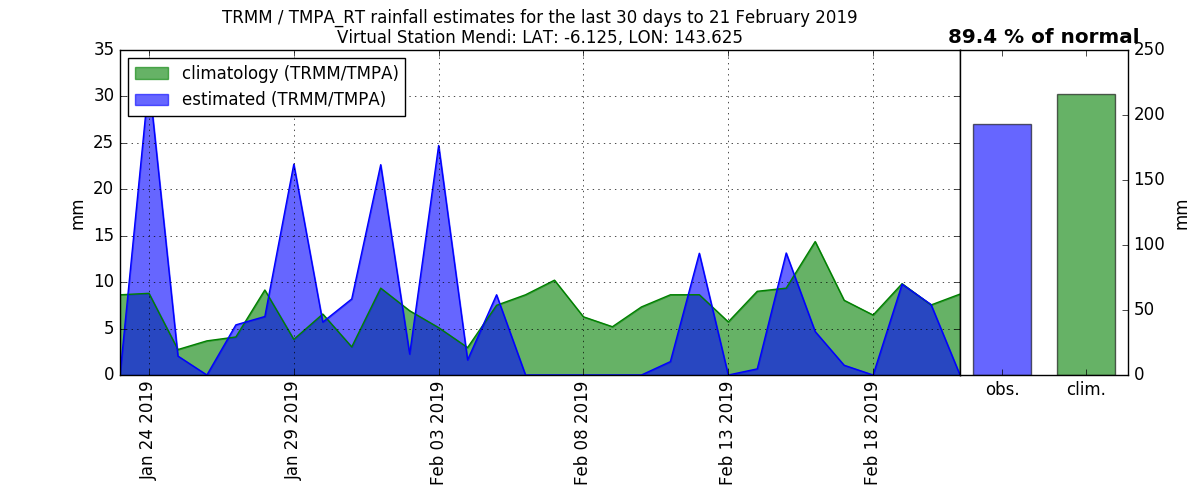 TRMM / TMPA_RT rainfall estimates for the last 30 days to 21 February 2019
Virtual Station Mendi: LAT: -6.125, LON: 143.625
89.4 % of normal
climatology (TRMM/TMPA)
estimated (TRMM/TMPA)
35
30
25
20
15
10
5
0
mm
Jan 24 2019
Jan 29 2019
Feb 03 2019
Feb 08 2019
Feb 13 2019
Feb 18 2019
250
200
150
100
50
0
mm
obs.
clim.